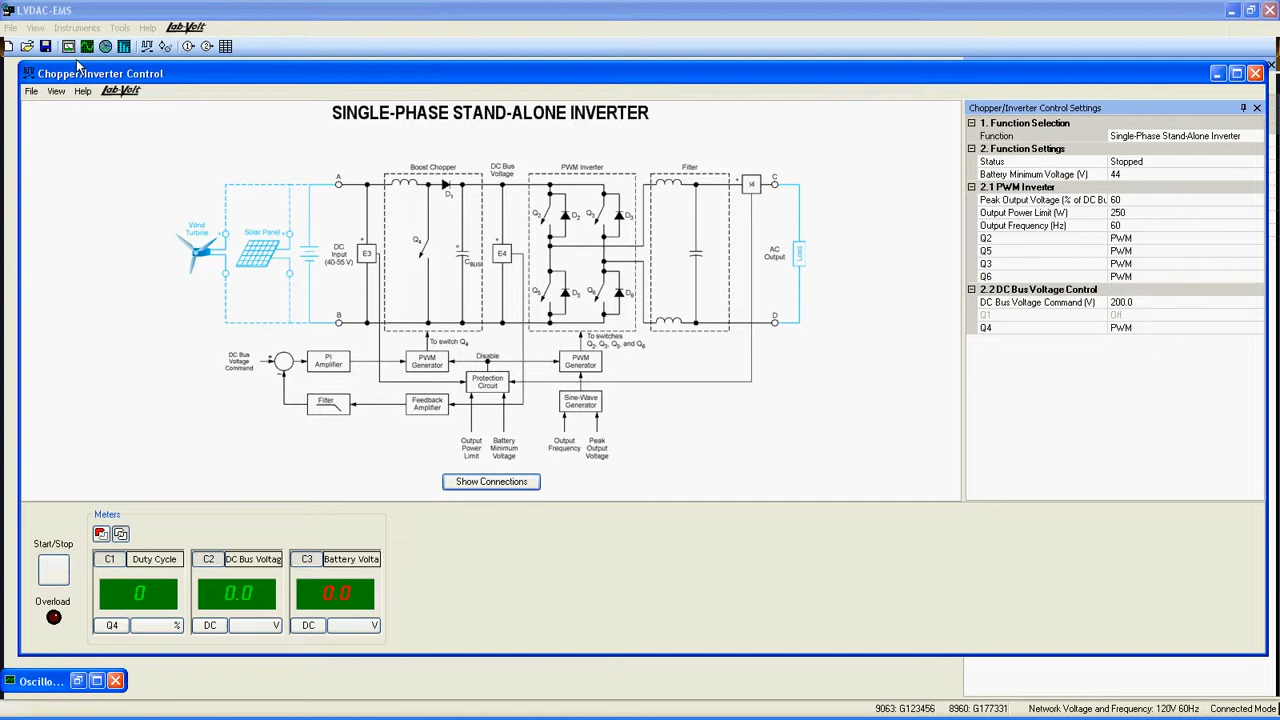 LVDAC-EMS
File View Instruments Tools Help Lab-Volt
Chopper/Inverter Control
File View Help Lab-Volt
SINGLE-PHASE STAND-ALONE INVERTER
Boost Chopper
DC Bus
Voltage
PWM Inverter
Filter
A
D1
I4
C
Wind
Turbine
Solar Panel
+
DC
Input
(40-55 V)
E3
Q4
CBUS
E4
Q2
D2
Q3
D3
Q5
D5
Q6
D6
AC
Output
Load
B
D
To switch Q4
To switches
Q2, Q3, Q5, and Q6
DC Bus
Voltage
Command
PI
Amplifier
PWM
Generator
Disable
PWM
Generator
Protection
Circuit
Filter
Feedback
Amplifier
Sine-Wave
Generator
Output
Power
Limit
Battery
Minimum
Voltage
Output
Frequency
Peak
Output
Voltage
Show Connections
Chopper/Inverter Control Settings
1. Function Selection
Function Single-Phase Stand-Alone Inverter
2. Function Settings
Status Stopped
Battery Minimum Voltage (V) 44
2.1 PWM Inverter
Peak Output Voltage (% of DC Bu 60
Output Power Limit (W) 250
Output Frequency (Hz) 60
Q2 PWM
Q5 PWM
Q3 PWM
Q6 PWM
2.2 DC Bus Voltage Control
DC Bus Voltage Command (V) 200.0
Q1 Off
Q4 PWM
Meters
Start/Stop
Overload
C1 Duty Cycle
0
Q4 %
C2 DC Bus Voltag
0.0
DC V
C3 Battery Volta
0.0
DC V
Oscillo...
9063: G123456 8960: G177331 Network Voltage and Frequency: 120V 60Hz Connected Mode